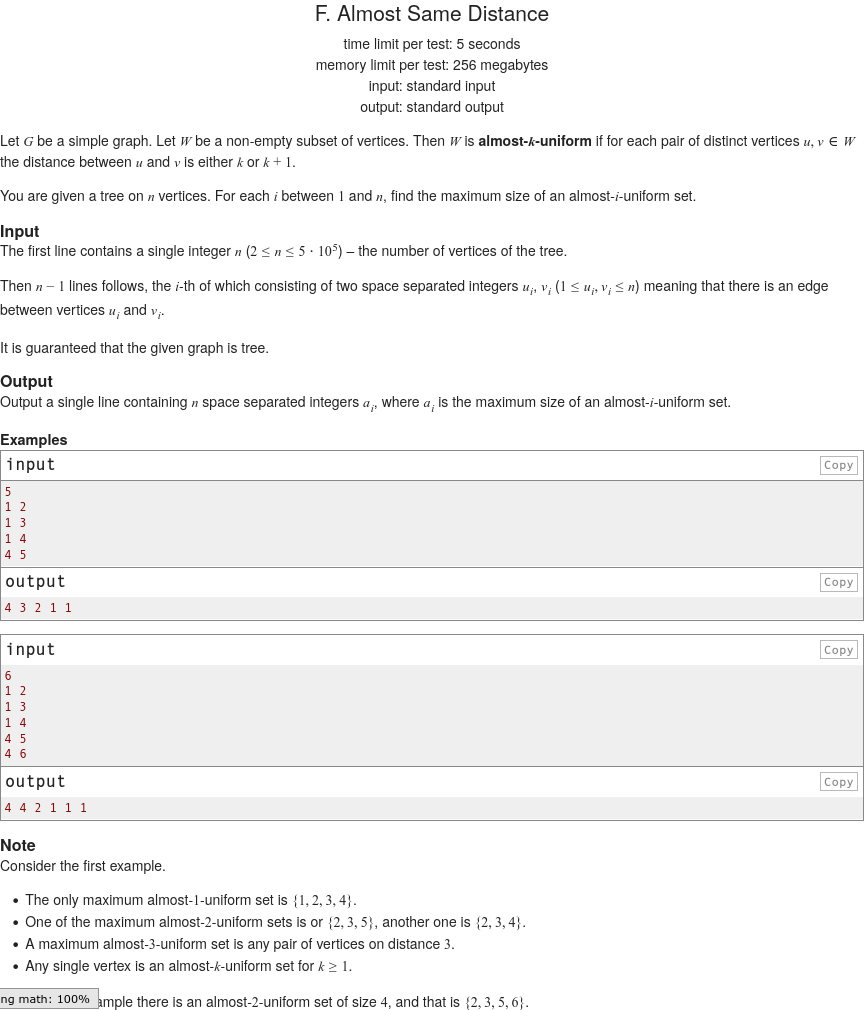 F. Almost Same Distance
time limit per test: 5 seconds
memory limit per test: 256 megabytes
input: standard input
output: standard output
Let G be a simple graph. Let W be a non-empty subset of vertices. Then W is almost-k-uniform if for each pair of distinct vertices u, v ∈ W
the distance between u and v is either k or k + 1.
You are given a tree on n vertices. For each i between 1 and n, find the maximum size of an almost-i-uniform set.
Input
The first line contains a single integer n (2 ≤ n ≤ 5 · 10^5) – the number of vertices of the tree.
Then n − 1 lines follows, the i-th of which consisting of two space separated integers u_i, v_i (1 ≤ u_i, v_i ≤ n) meaning that there is an edge
between vertices u_i and v_i.
It is guaranteed that the given graph is tree.
Output
Output a single line containing n space separated integers a_i, where a_i is the maximum size of an almost-i-uniform set.
Examples
input
Copy
5
1 2
1 3
1 4
4 5
output
Copy
4 3 2 1 1
input
Copy
6
1 2
1 3
1 4
4 5
4 6
output
Copy
4 4 2 1 1 1
Note
Consider the first example.
• The only maximum almost-1-uniform set is {1, 2, 3, 4}.
• One of the maximum almost-2-uniform sets is or {2, 3, 5}, another one is {2, 3, 4}.
• A maximum almost-3-uniform set is any pair of vertices on distance 3.
• Any single vertex is an almost-k-uniform set for k ≥ 1.
ng math: 100%
ample there is an almost-2-uniform set of size 4, and that is {2, 3, 5, 6}.